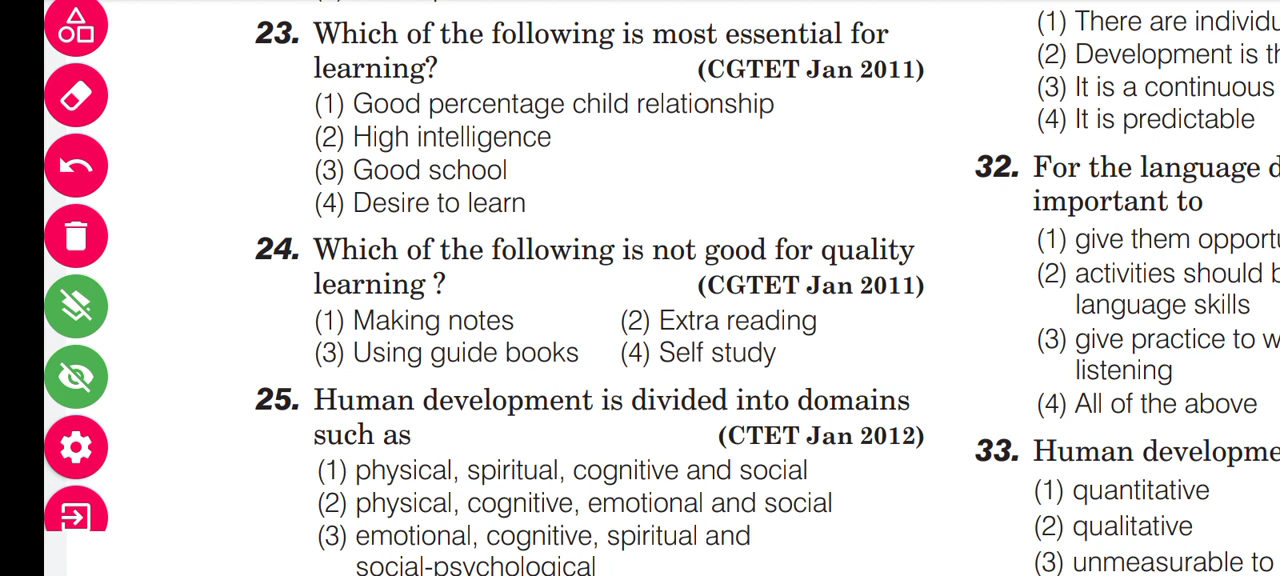 23. Which of the following is most essential for
learning? (CGTET Jan 2011)
(1) Good percentage child relationship
(2) High intelligence
(3) Good school
(4) Desire to learn
24. Which of the following is not good for quality
learning ? (CGTET Jan 2011)
(1) Making notes (2) Extra reading
(3) Using guide books (4) Self study
25. Human development is divided into domains
such as (CTET Jan 2012)
(1) physical, spiritual, cognitive and social
(2) physical, cognitive, emotional and social
(3) emotional, cognitive, spiritual and
social-psychological
(1) There are
(2) Development is
(3) It is a continuous
(4) It is predictable
32. For the language
important to
(1) give them
(2) activities should
language skills
(3) give practice to
listening
(4) All of the above
33. Human
(1) quantitative
(2) qualitative
(3) unmeasurable to